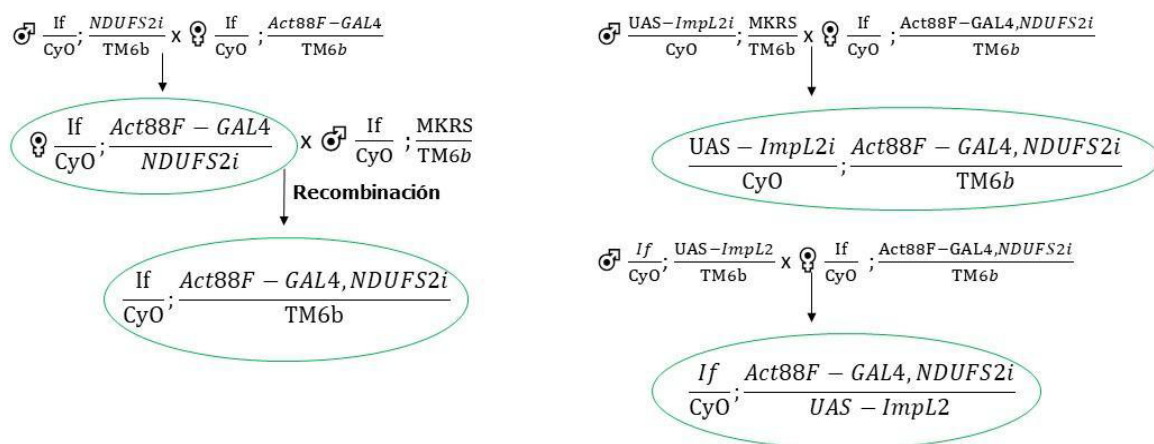 ♂ If/CyO ; NDUFS2i/TM6b x ♀ If/CyO ; Act88F−GAL4/TM6b
♀ If/CyO ; Act88F − GAL4/NDUFS2i x ♂ If/CyO ; MKRS/TM6b
Recombinación
If/CyO ; Act88F − GAL4, NDUFS2i/TM6b
♂ UAS−ImpL2i/CyO ; MKRS/TM6b x ♀ If/CyO ; Act88F−GAL4,NDUFS2i/TM6b
UAS − ImpL2i/CyO ; Act88F − GAL4, NDUFS2i/TM6b
♂ If/CyO ; UAS−ImpL2/TM6b x ♀ If/CyO ; Act88F−GAL4,NDUFS2i/TM6b
If/CyO ; Act88F − GAL4, NDUFS2i/UAS − ImpL2